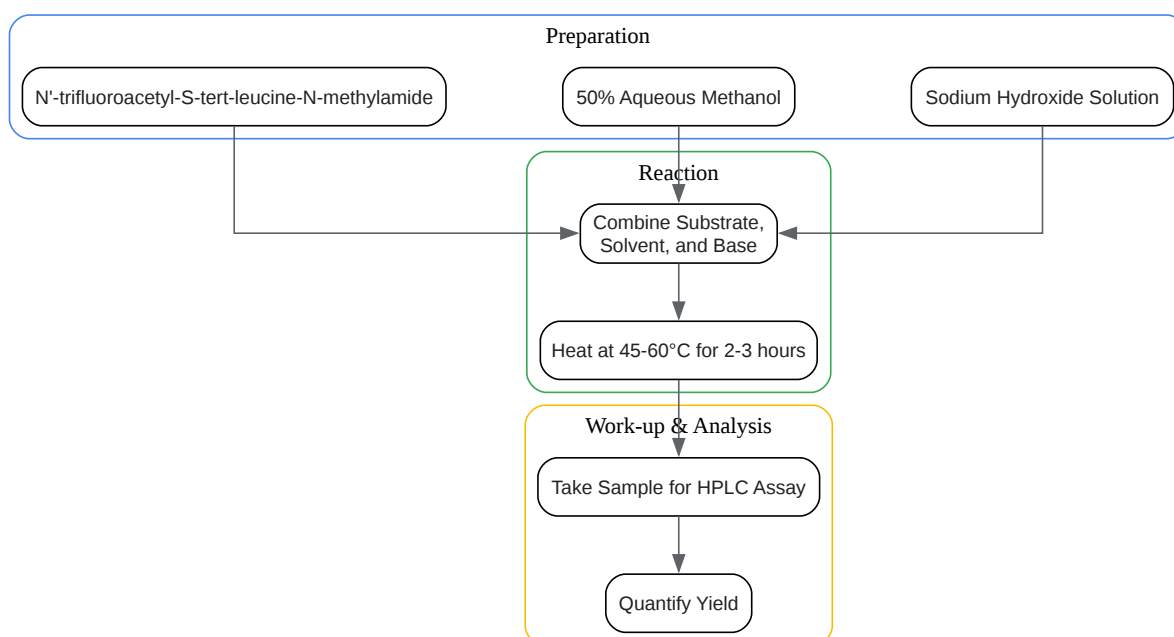 Preparation
N'-trifluoroacetyl-S-tert-leucine-N-methylamide
50% Aqueous Methanol
Sodium Hydroxide Solution
Reaction
Combine Substrate,
Solvent, and Base
Heat at 45-60°C for 2-3 hours
Work-up & Analysis
Take Sample for HPLC Assay
Quantify Yield